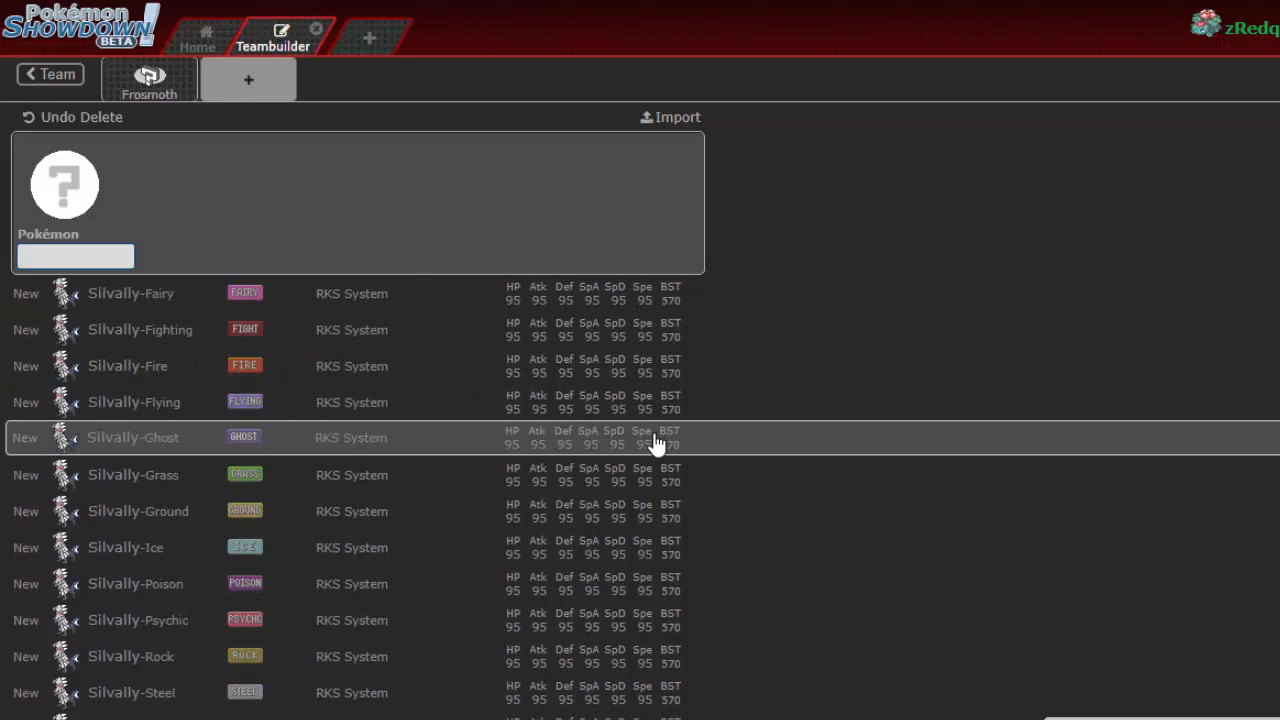 Pokémon
SHOWDOWN!
BETA
Home
Teambuilder
+
zRedq
Team
Frosmoth
+
Undo Delete
Import
?
Pokémon
New Silvally-Fairy FAIRY RKS System HP Atk Def SpA SpD Spe BST
95 95 95 95 95 95 570
New Silvally-Fighting FIGHT RKS System HP Atk Def SpA SpD Spe BST
95 95 95 95 95 95 570
New Silvally-Fire FIRE RKS System HP Atk Def SpA SpD Spe BST
95 95 95 95 95 95 570
New Silvally-Flying FLYING RKS System HP Atk Def SpA SpD Spe BST
95 95 95 95 95 95 570
New Silvally-Ghost GHOST RKS System HP Atk Def SpA SpD Spe BST
95 95 95 95 95 95 70
New Silvally-Grass GRASS RKS System HP Atk Def SpA SpD Spe BST
95 95 95 95 95 95 570
New Silvally-Ground GROUND RKS System HP Atk Def SpA SpD Spe BST
95 95 95 95 95 95 570
New Silvally-Ice ICE RKS System HP Atk Def SpA SpD Spe BST
95 95 95 95 95 95 570
New Silvally-Poison POISON RKS System HP Atk Def SpA SpD Spe BST
95 95 95 95 95 95 570
New Silvally-Psychic PSYCHC RKS System HP Atk Def SpA SpD Spe BST
95 95 95 95 95 95 570
New Silvally-Rock ROCK RKS System HP Atk Def SpA SpD Spe BST
95 95 95 95 95 95 570
New Silvally-Steel STEEL RKS System HP Atk Def SpA SpD Spe BST
95 95 95 95 95 95 570